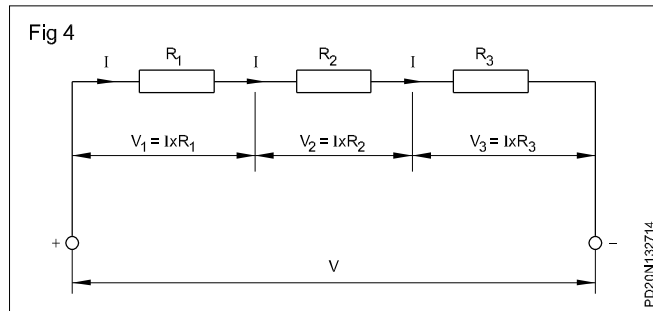 Fig 4
I R₁ I R₂ I R₃
V₁ = IxR₁ V₂ = IxR₂ V₃ = IxR₃
+ −
V
PD20N132714